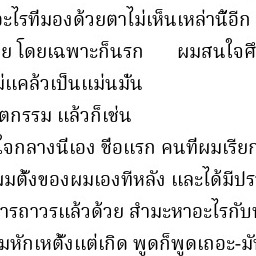 อะไรที่มองด้วยตาไม่เห็นเหล่านี้อีก
ย โดยเฉพาะก็นรก ผมสนใจศึ
ม่แคล้วเป็นแม่นมั่น
ตกรรม แล้วก็เช่น
ใจกลางนี่เอง ชื่อแรก คนที่ผมเรียก
ผมตั้งของผมเองทีหลัง และได้มีปร
ารถาวรแล้วด้วย สำมะหาอะไรกับ
มหักเหตั้งแต่เกิด พูดก็พูดเถอะ-มั